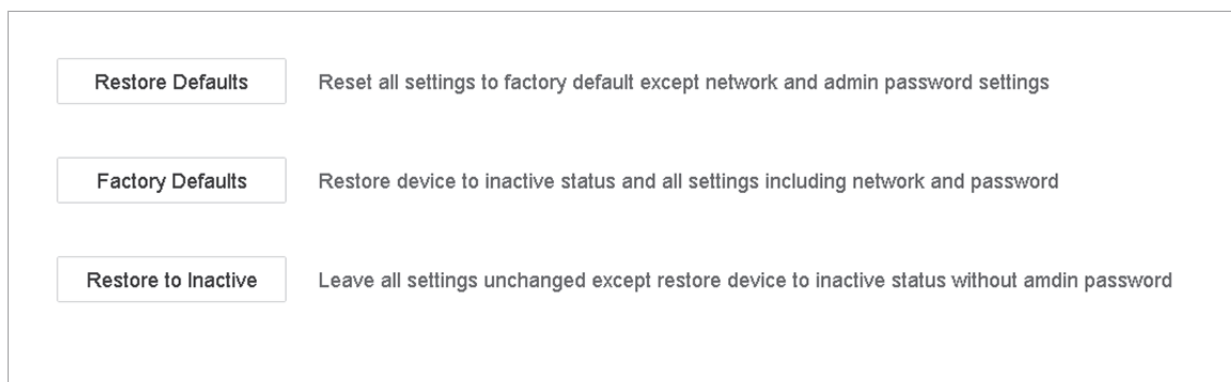 Restore Defaults Reset all settings to factory default except network and admin password settings
Factory Defaults Restore device to inactive status and all settings including network and password
Restore to Inactive Leave all settings unchanged except restore device to inactive status without amdin password